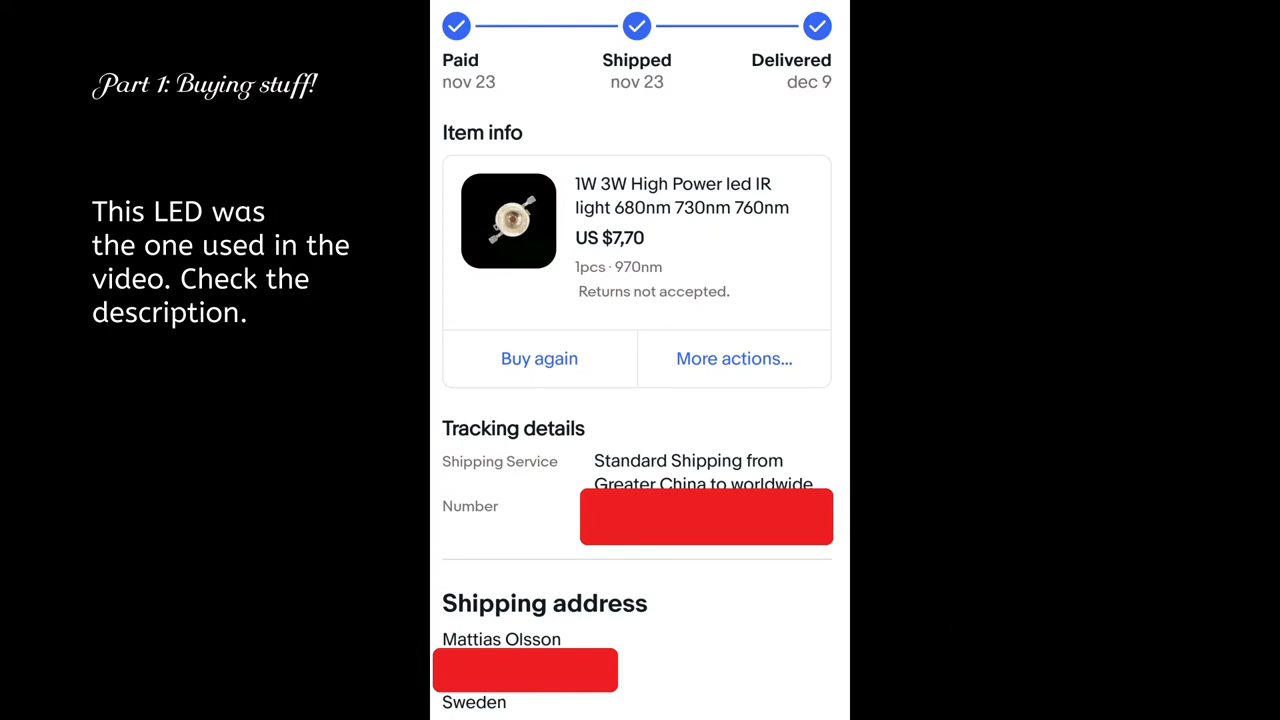 Part 1: Buying stuff!
This LED was
the one used in the
video. Check the
description.
Paid
nov 23
Shipped
nov 23
Delivered
dec 9
Item info
1W 3W High Power led IR
light 680nm 730nm 760nm
US $7,70
1pcs · 970nm
Returns not accepted.
Buy again
More actions...
Tracking details
Shipping Service
Standard Shipping from
Greater China to worldwide
Number
Shipping address
Mattias Olsson
Sweden